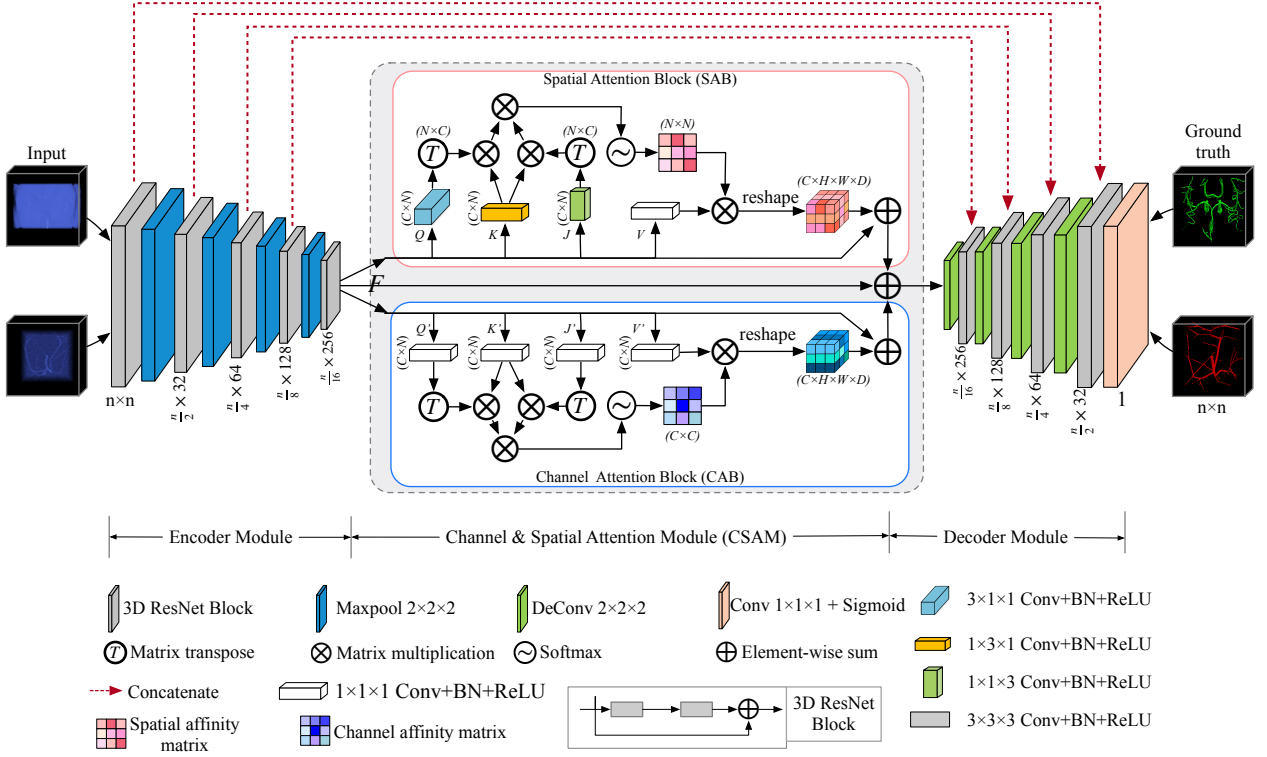 Spatial Attention Block (SAB)
Input
Ground
truth
(N×C)
(N×C)
(N×N)
T
T
~
(C×N)
(C×N)
(C×N)
reshape
(C×H×W×D)
Q
K
J
V
F
Q'
K'
J'
V'
(C×N)
(C×N)
(C×N)
(C×N)
reshape
(C×H×W×D)
T
T
~
(C×C)
Channel Attention Block (CAB)
n×n
n/2 × 32
n/4 × 64
n/8 × 128
n/16 × 256
n/16 × 256
n/8 × 128
n/4 × 64
n/2 × 32
1
n×n
Encoder Module
Channel & Spatial Attention Module (CSAM)
Decoder Module
3D ResNet Block
Maxpool 2×2×2
DeConv 2×2×2
Conv 1×1×1 + Sigmoid
3×1×1 Conv+BN+ReLU
T Matrix transpose
Matrix multiplication
~ Softmax
Element-wise sum
1×3×1 Conv+BN+ReLU
Concatenate
1×1×1 Conv+BN+ReLU
1×1×3 Conv+BN+ReLU
Spatial affinity
matrix
Channel affinity matrix
3D ResNet
Block
3×3×3 Conv+BN+ReLU